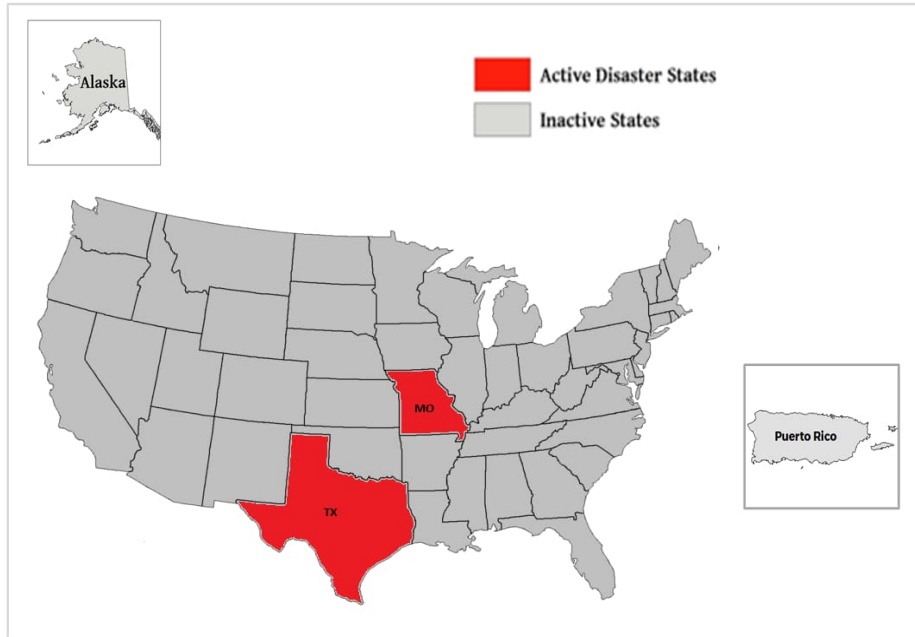 Alaska
Active Disaster States
Inactive States
MO
Puerto Rico
TX